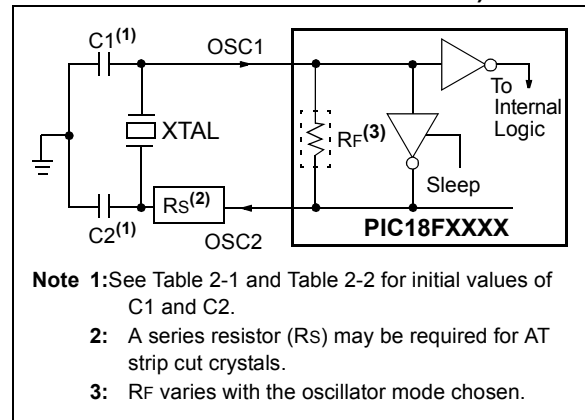 C1(1)
OSC1
To
Internal
Logic
XTAL
RF(3)
Sleep
C2(1)
RS(2)
OSC2
PIC18FXXXX
Note 1:See Table 2-1 and Table 2-2 for initial values of
C1 and C2.
2: A series resistor (RS) may be required for AT
strip cut crystals.
3: RF varies with the oscillator mode chosen.